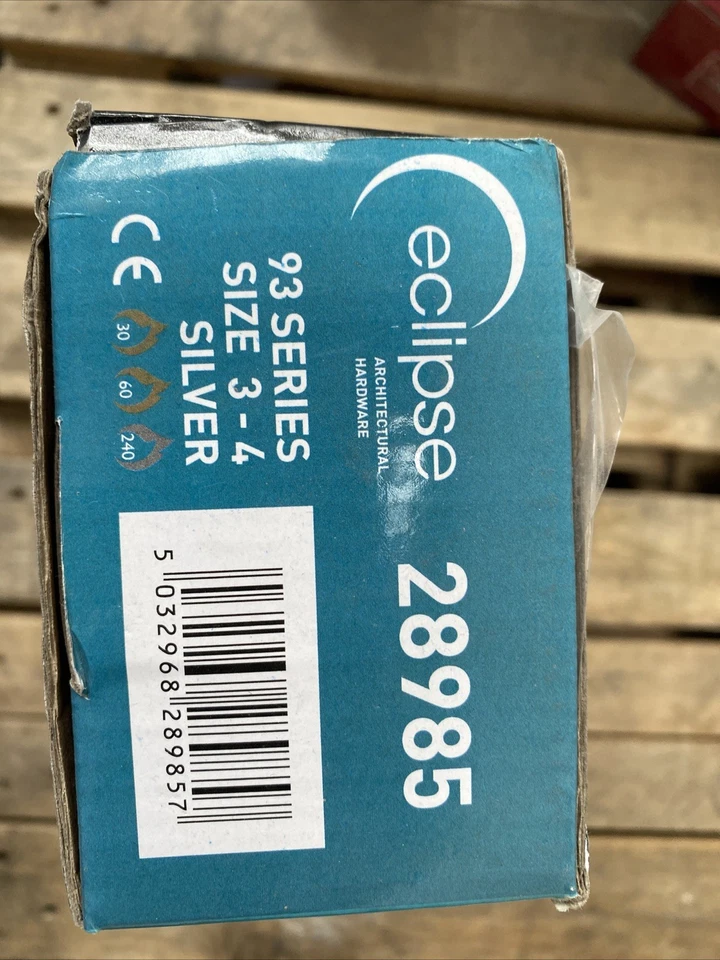 eclipse
ARCHITECTURAL
HARDWARE
28985
93 SERIES
SIZE 3 - 4
SILVER
CE
30 60 240
5 032968 289857